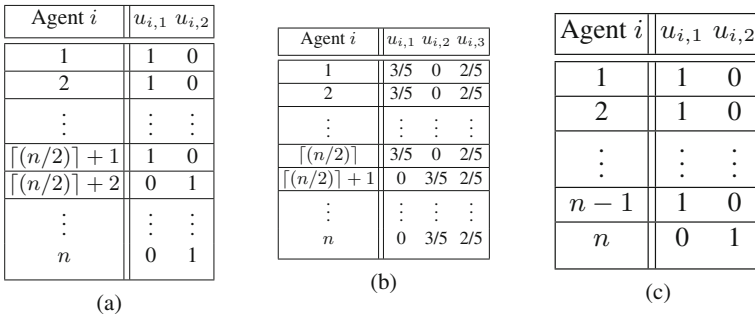 Agent i u_{i,1} u_{i,2}
1 1 0
2 1 0
⋮ ⋮ ⋮
⌈(n/2)⌉ + 1 1 0
⌈(n/2)⌉ + 2 0 1
⋮ ⋮ ⋮
n 0 1
(a)
Agent i u_{i,1} u_{i,2} u_{i,3}
1 3/5 0 2/5
2 3/5 0 2/5
⋮ ⋮ ⋮ ⋮
⌈(n/2)⌉ 3/5 0 2/5
⌈(n/2)⌉ + 1 0 3/5 2/5
⋮ ⋮ ⋮ ⋮
n 0 3/5 2/5
(b)
Agent i u_{i,1} u_{i,2}
1 1 0
2 1 0
⋮ ⋮ ⋮
n − 1 1 0
n 0 1
(c)